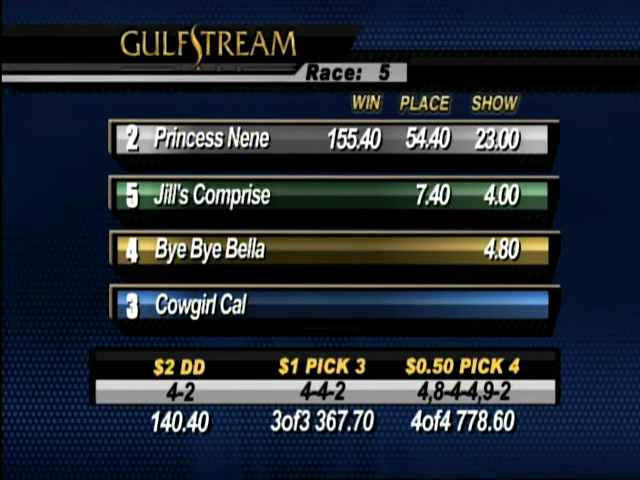 GULFSTREAM
Race: 5
WIN PLACE SHOW
2 Princess Nene 155.40 54.40 23.00
5 Jill's Comprise 7.40 4.00
4 Bye Bye Bella 4.80
3 Cowgirl Cal
$2 DD $1 PICK 3 $0.50 PICK 4
4-2 4-4-2 4,8-4-4,9-2
140.40 3of3 367.70 4of4 778.60